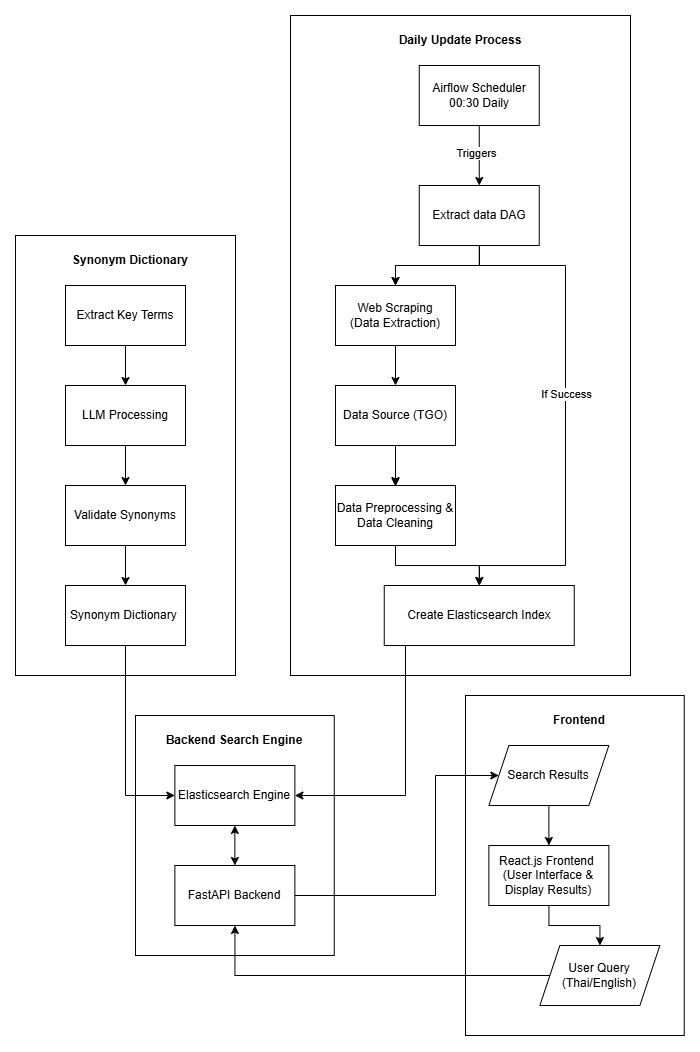 Daily Update Process
Airflow Scheduler
00:30 Daily
Triggers
Extract data DAG
Web Scraping
(Data Extraction)
If Success
Data Source (TGO)
Data Preprocessing &
Data Cleaning
Create Elasticsearch Index
Synonym Dictionary
Extract Key Terms
LLM Processing
Validate Synonyms
Synonym Dictionary
Backend Search Engine
Elasticsearch Engine
FastAPI Backend
Frontend
Search Results
React.js Frontend
(User Interface &
Display Results)
User Query
(Thai/English)